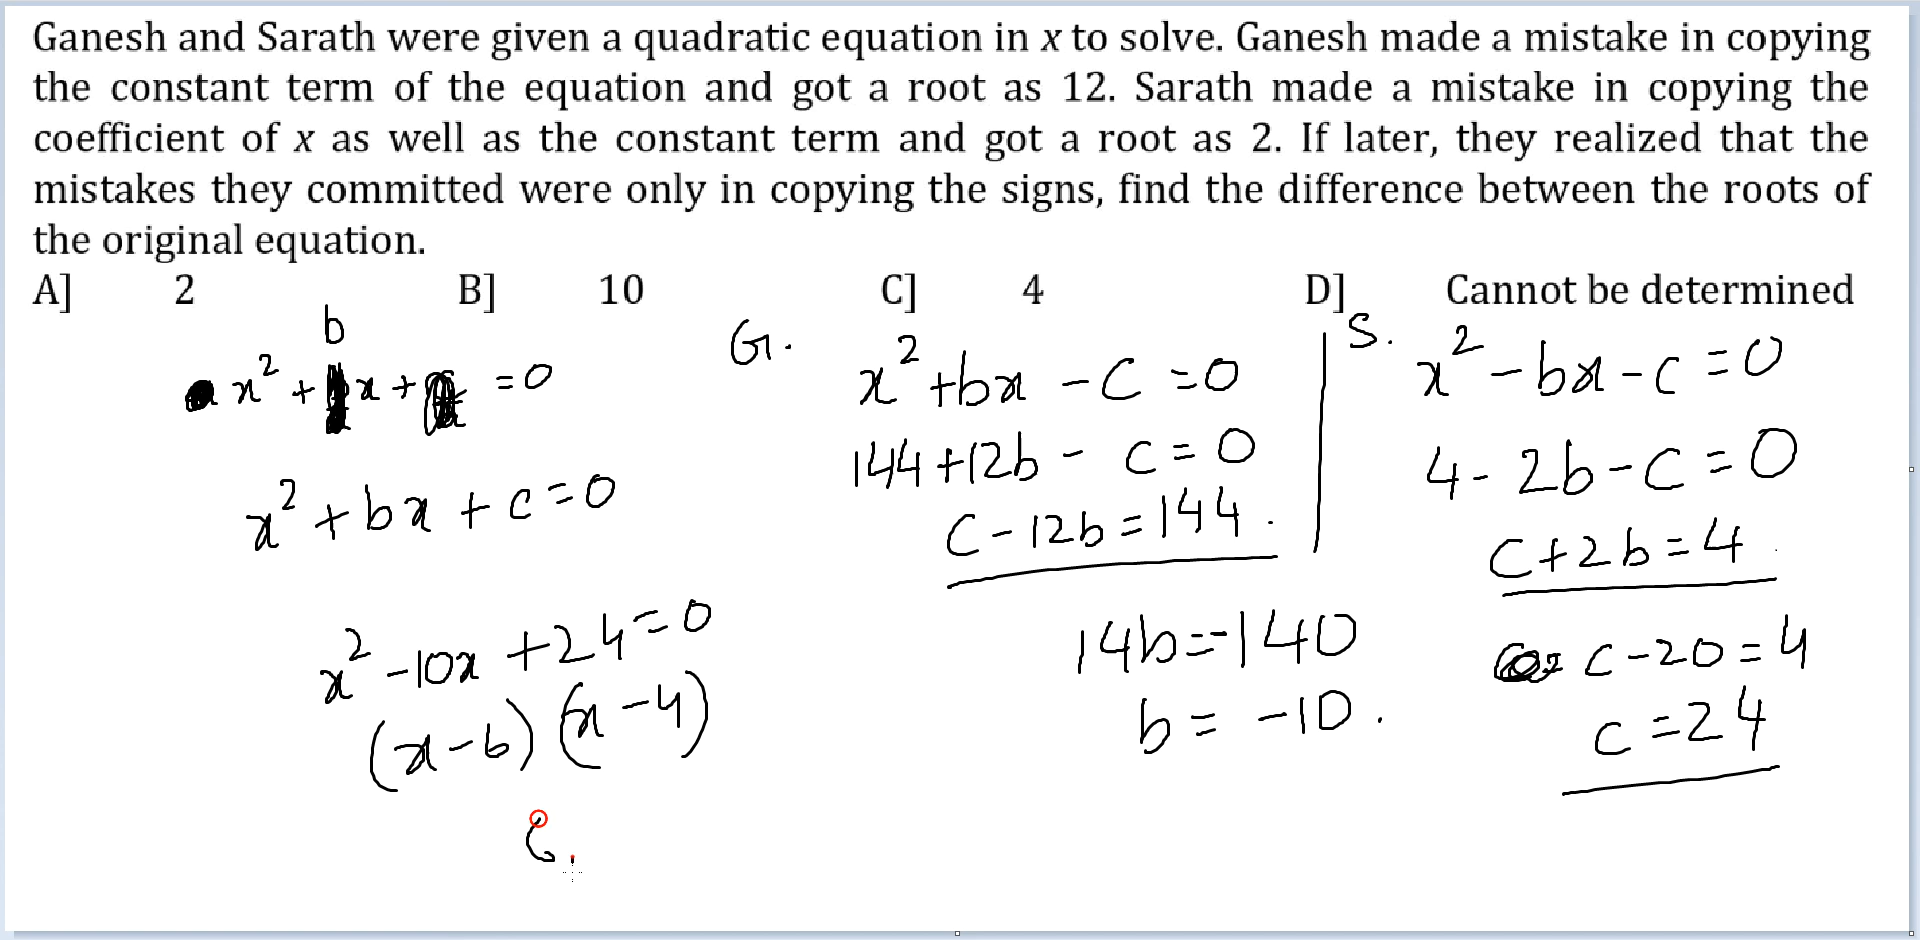 Ganesh and Sarath were given a quadratic equation in x to solve. Ganesh made a mistake in copying
the constant term of the equation and got a root as 12. Sarath made a mistake in copying the
coefficient of x as well as the constant term and got a root as 2. If later, they realized that the
mistakes they committed were only in copying the signs, find the difference between the roots of
the original equation.
A] 2 B] 10 C] 4 D] Cannot be determined
b
x² + x + = 0
x² + bx + c = 0
x² - 10x + 24 = 0
(x - 6) (x - 4)
6,
G.
x² + bx - c = 0
144 + 12b - c = 0
c - 12b = 144.
14b = -140
b = -10.
S.
x² - bx - c = 0
4 - 2b - c = 0
c + 2b = 4.
c - 20 = 4
c = 24